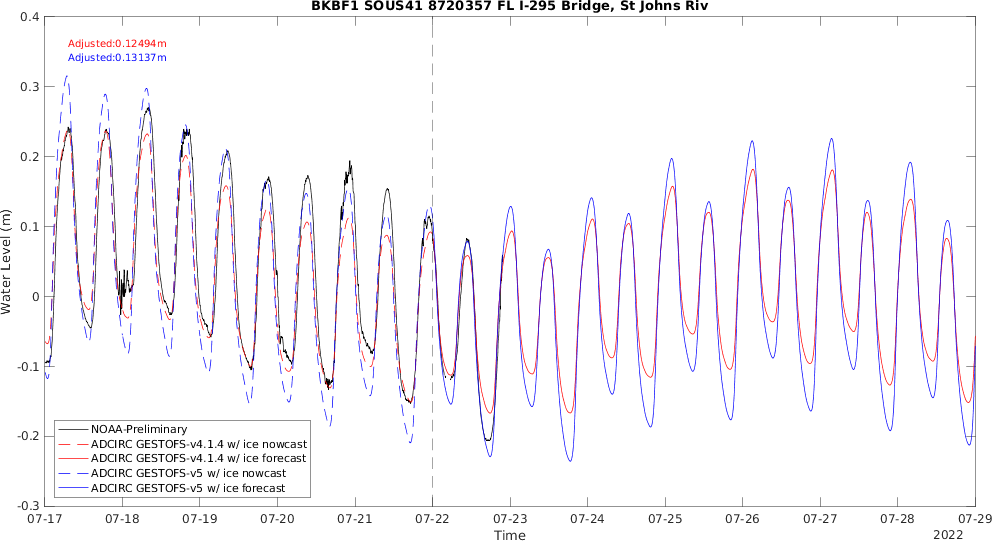 BKBF1 SOUS41 8720357 FL I-295 Bridge, St Johns Riv
Adjusted:0.12494m
Adjusted:0.13137m
0.4
0.3
0.2
0.1
0
-0.1
-0.2
-0.3
Water Level (m)
NOAA-Preliminary
ADCIRC GESTOFS-v4.1.4 w/ ice nowcast
ADCIRC GESTOFS-v4.1.4 w/ ice forecast
ADCIRC GESTOFS-v5 w/ ice nowcast
ADCIRC GESTOFS-v5 w/ ice forecast
07-17 07-18 07-19 07-20 07-21 07-22 07-23 07-24 07-25 07-26 07-27 07-28 07-29
Time
2022